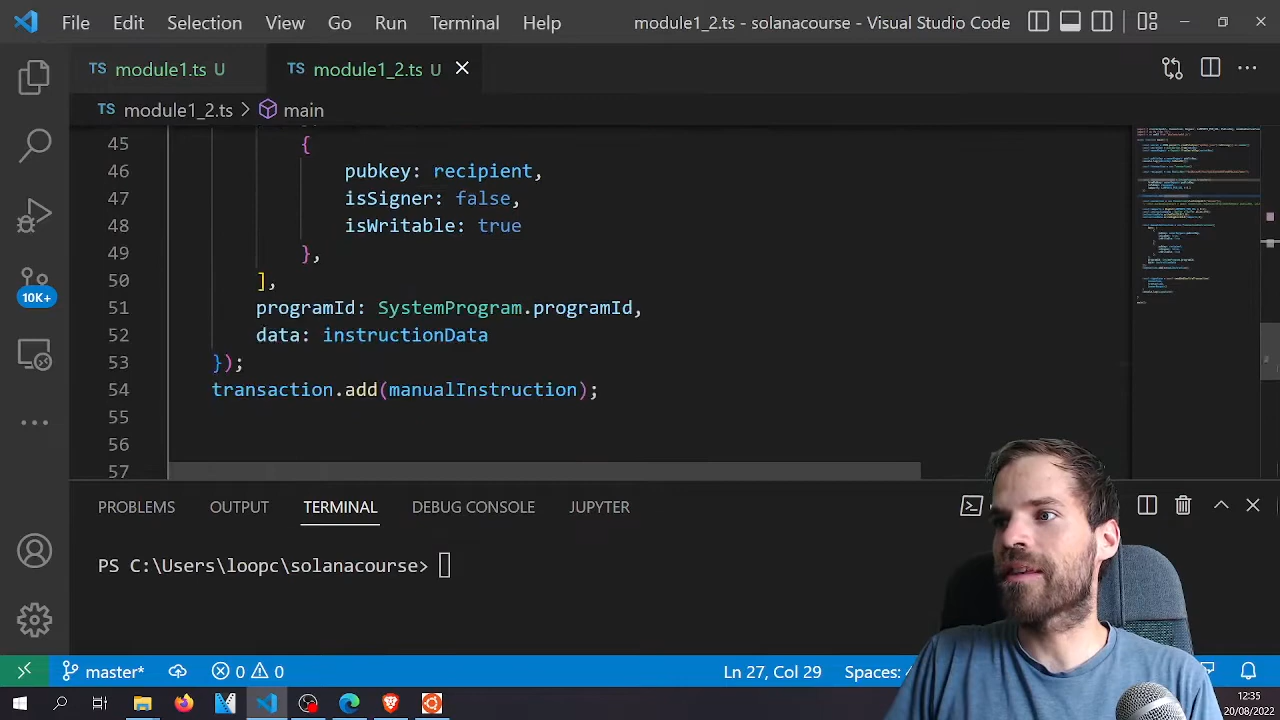 File Edit Selection View Go Run Terminal Help module1_2.ts - solanacourse - Visual Studio Code
TS module1.ts U TS module1_2.ts U
TS module1_2.ts > main
45 {
46 pubkey: recipient,
47 isSigner: false,
48 isWritable: true
49 },
50 ],
51 programId: SystemProgram.programId,
52 data: instructionData
53 });
54 transaction.add(manualInstruction);
55
56
57
10K+
PROBLEMS OUTPUT TERMINAL DEBUG CONSOLE JUPYTER
PS C:\Users\loopc\solanacourse>
master* 0 0 Ln 27, Col 29 Spaces:
12:35
20/08/2022